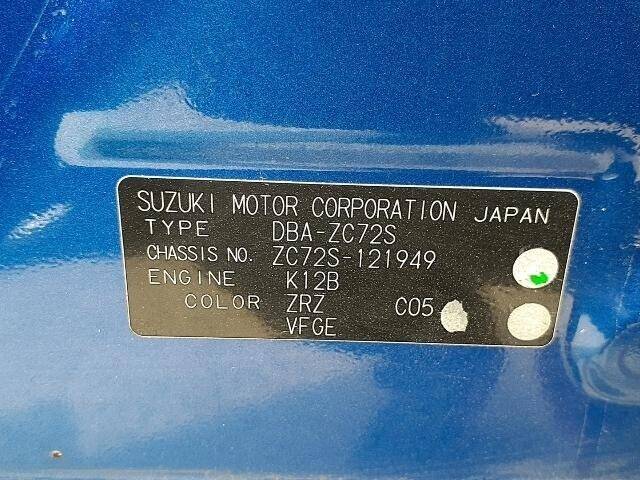 SUZUKI MOTOR CORPORATION JAPAN
TYPE DBA-ZC72S
CHASSIS NO. ZC72S-121949
ENGINE K12B
COLOR ZRZ C05
VFGE